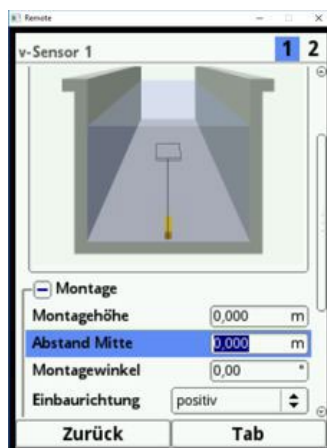 Remote
v-Sensor 1 1 2
Montage
Montagehöhe 0,000 m
Abstand Mitte 0,000 m
Montagewinkel 0,00 °
Einbaurichtung positiv
Zurück Tab